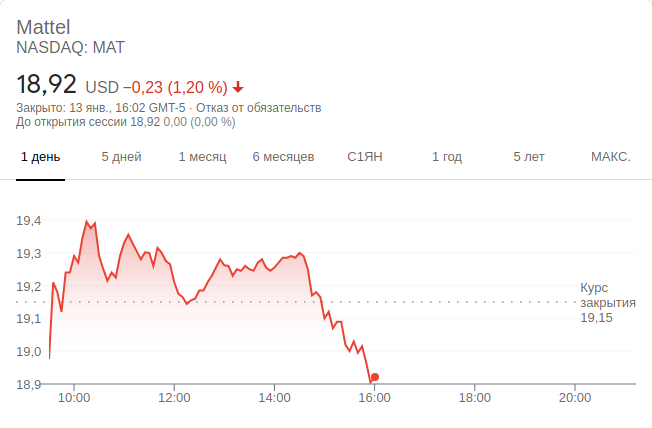 Mattel
NASDAQ: MAT
18,92 USD −0,23 (1,20 %)
Закрыто: 13 янв., 16:02 GMT-5 · Отказ от обязательств
До открытия сессии 18,92 0,00 (0,00 %)
1 день 5 дней 1 месяц 6 месяцев С1ЯН 1 год 5 лет МАКС.
19,4
19,3
19,2
19,1
19,0
18,9
Курс
закрытия
19,15
10:00 12:00 14:00 16:00 18:00 20:00